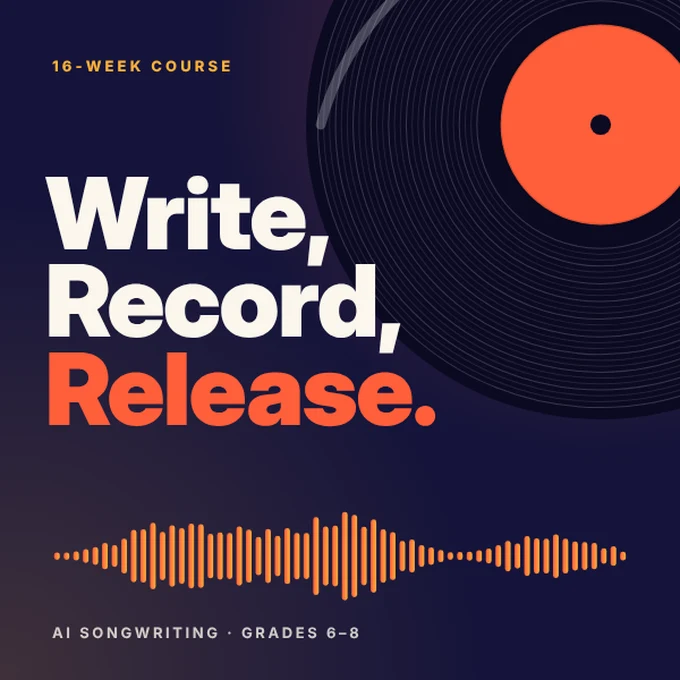 16-WEEK COURSE
Write,
Record,
Release.
AI SONGWRITING · GRADES 6–8